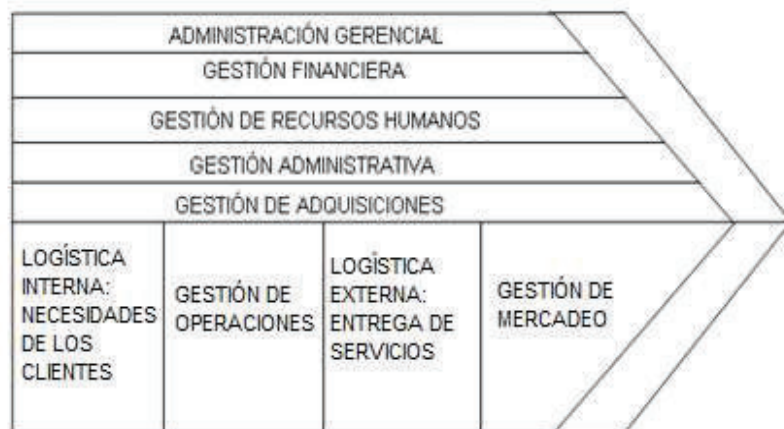 ADMINISTRACIÓN GERENCIAL
GESTIÓN FINANCIERA
GESTIÓN DE RECURSOS HUMANOS
GESTIÓN ADMINISTRATIVA
GESTIÓN DE ADQUISICIONES
LOGÍSTICA
INTERNA:
NECESIDADES
DE LOS
CLIENTES
GESTIÓN DE
OPERACIONES
LOGÍSTICA
EXTERNA:
ENTREGA DE
SERVICIOS
GESTIÓN DE
MERCADEO